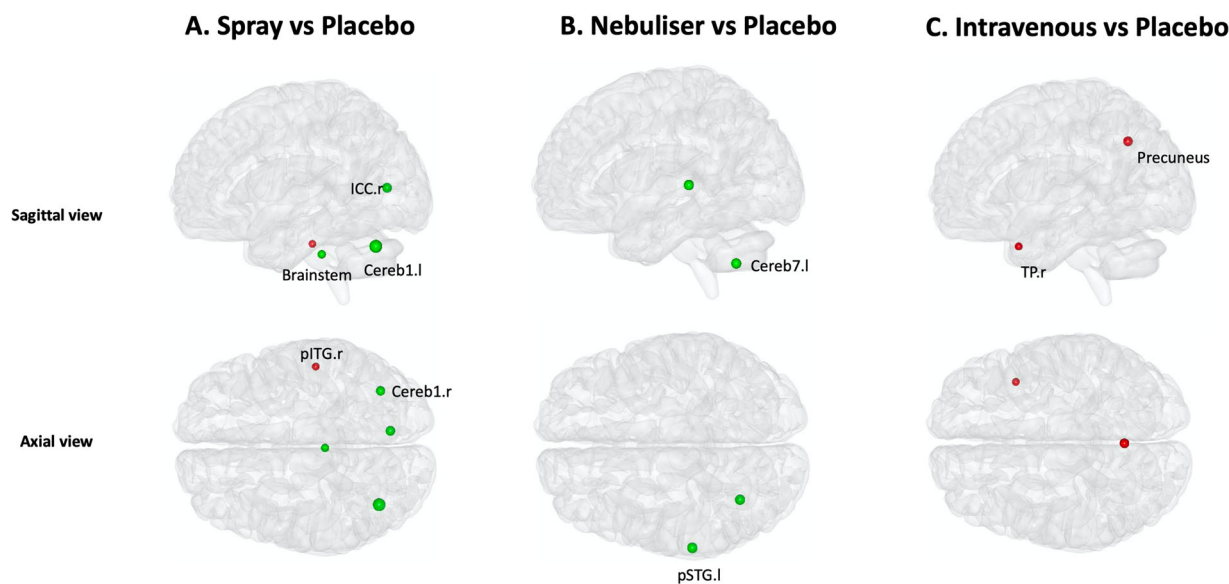 A. Spray vs Placebo
B. Nebuliser vs Placebo
C. Intravenous vs Placebo
Sagittal view
ICC.r
Brainstem
Cereb1.l
Cereb7.l
Precuneus
TP.r
Axial view
pITG.r
Cereb1.r
pSTG.l